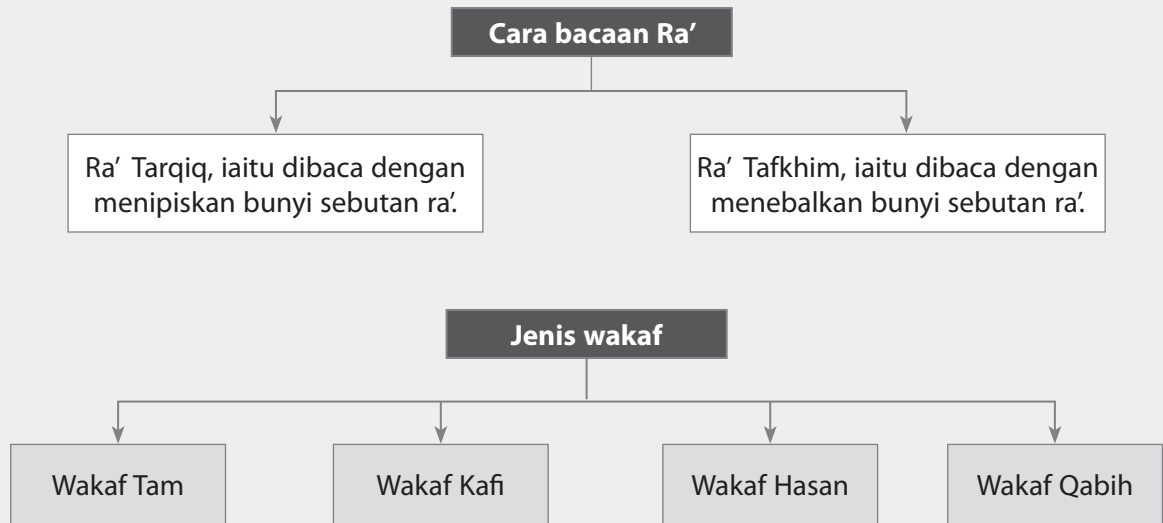 Cara bacaan Ra’
Ra’ Tarqiq, iaitu dibaca dengan
menipiskan bunyi sebutan ra’.
Ra’ Tafkhim, iaitu dibaca dengan
menebalkan bunyi sebutan ra’.
Jenis wakaf
Wakaf Tam
Wakaf Kafi
Wakaf Hasan
Wakaf Qabih